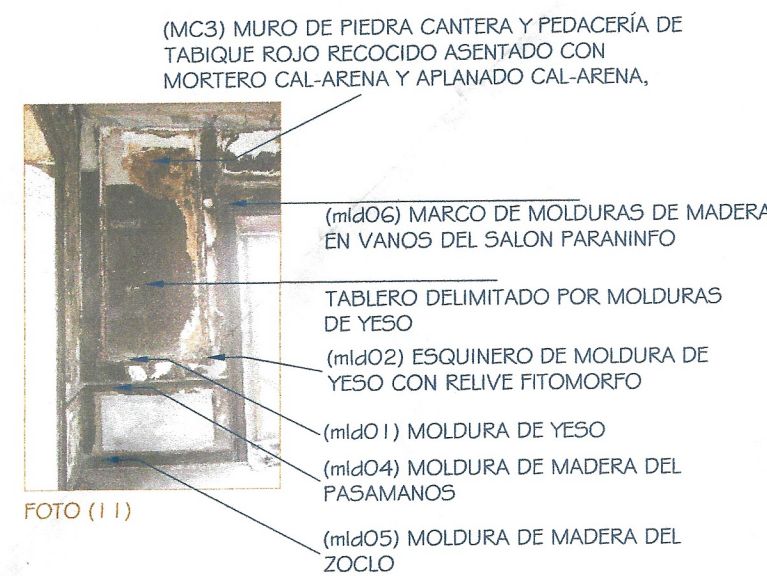 (MC3) MURO DE PIEDRA CANTERA Y PEDACERÍA DE
TABIQUE ROJO RECOCIDO ASENTADO CON
MORTERO CAL-ARENA Y APLANADO CAL-ARENA,
(mld06) MARCO DE MOLDURAS DE MADERA
EN VANOS DEL SALON PARANINFO
TABLERO DELIMITADO POR MOLDURAS
DE YESO
(mld02) ESQUINERO DE MOLDURA DE
YESO CON RELIVE FITOMORFO
(mld01) MOLDURA DE YESO
(mld04) MOLDURA DE MADERA DEL
PASAMANOS
(mld05) MOLDURA DE MADERA DEL
ZOCLO
FOTO (11)